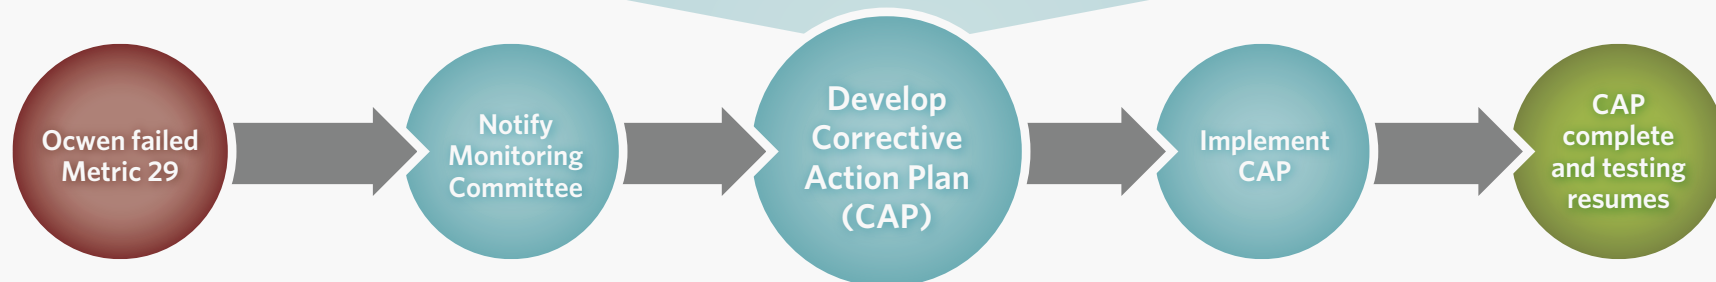 Ocwen failed
Metric 29
Notify
Monitoring
Committee
Develop
Corrective
Action Plan
(CAP)
Implement
CAP
CAP
complete
and testing
resumes